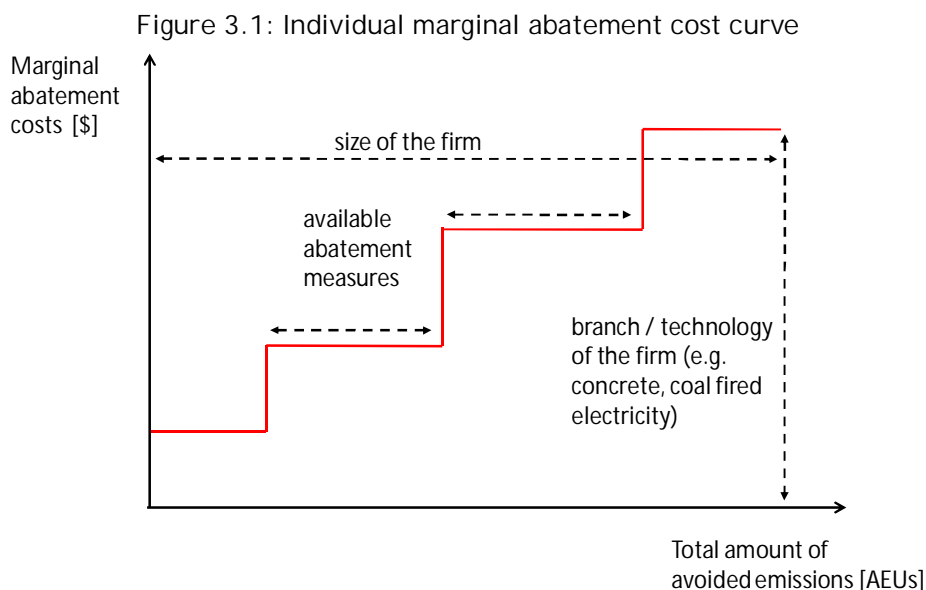 Figure 3.1: Individual marginal abatement cost curve
Marginal
abatement
costs [$]
size of the firm
available
abatement
measures
branch / technology
of the firm (e.g.
concrete, coal fired
electricity)
Total amount of
avoided emissions [AEUs]